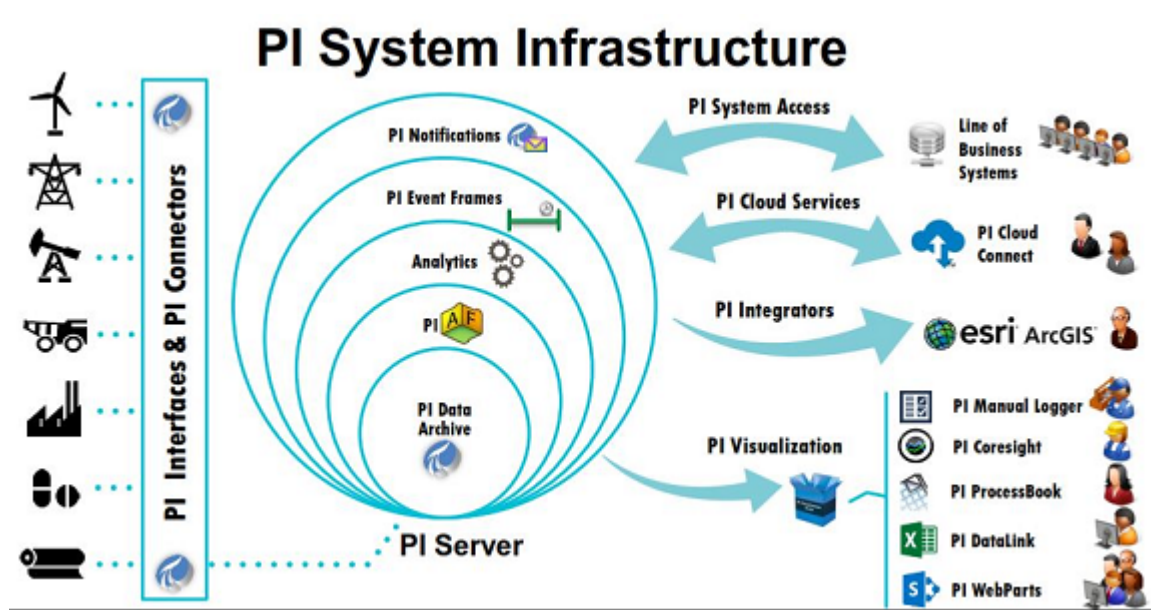 PI System Infrastructure
PI Interfaces & PI Connectors
PI Notifications
PI Event Frames
Analytics
PI AF
PI Data
Archive
PI Server
PI System Access
Line of
Business
Systems
PI Cloud Services
PI Cloud
Connect
PI Integrators
esri ArcGIS
PI Visualization
PI Manual Logger
PI Coresight
PI ProcessBook
X
PI DataLink
S
PI WebParts